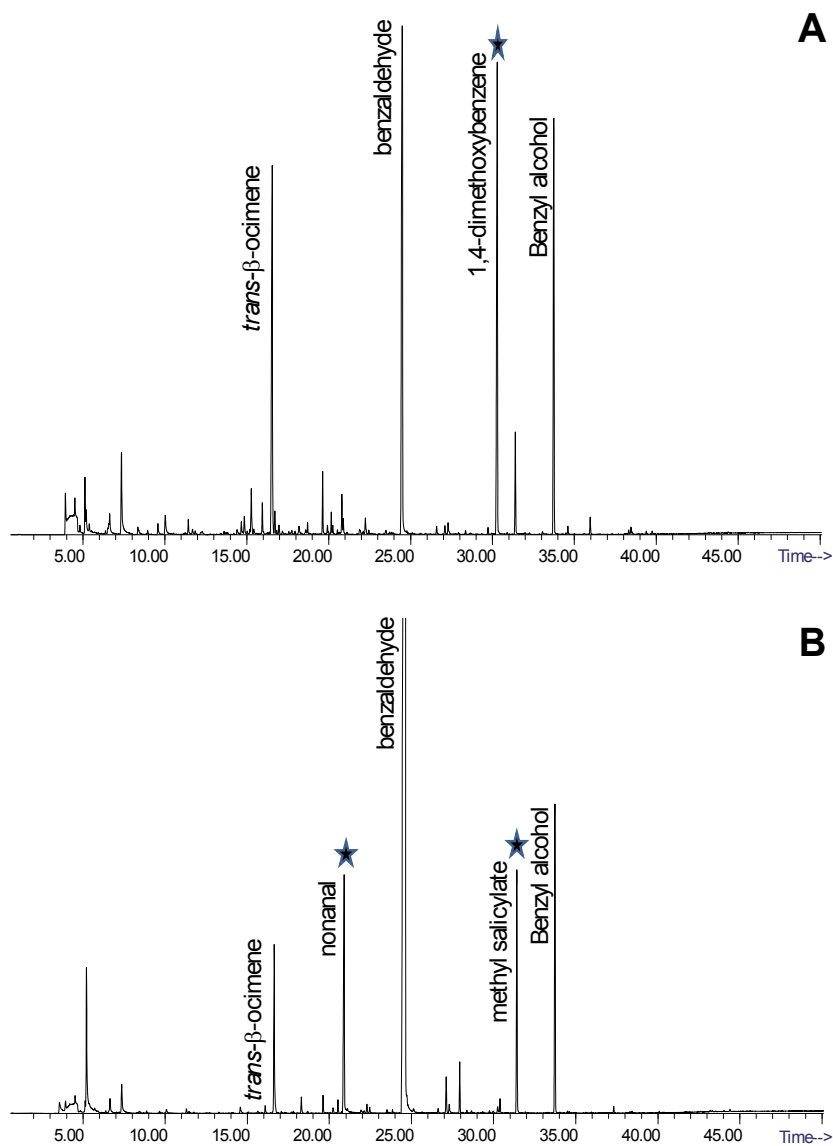 A
benzaldehyde
1,4-dimethoxybenzene
Benzyl alcohol
trans-β-ocimene
5.00 10.00 15.00 20.00 25.00 30.00 35.00 40.00 45.00 Time-->
B
benzaldehyde
nonanal
methyl salicylate
Benzyl alcohol
trans-β-ocimene
5.00 10.00 15.00 20.00 25.00 30.00 35.00 40.00 45.00 Time-->